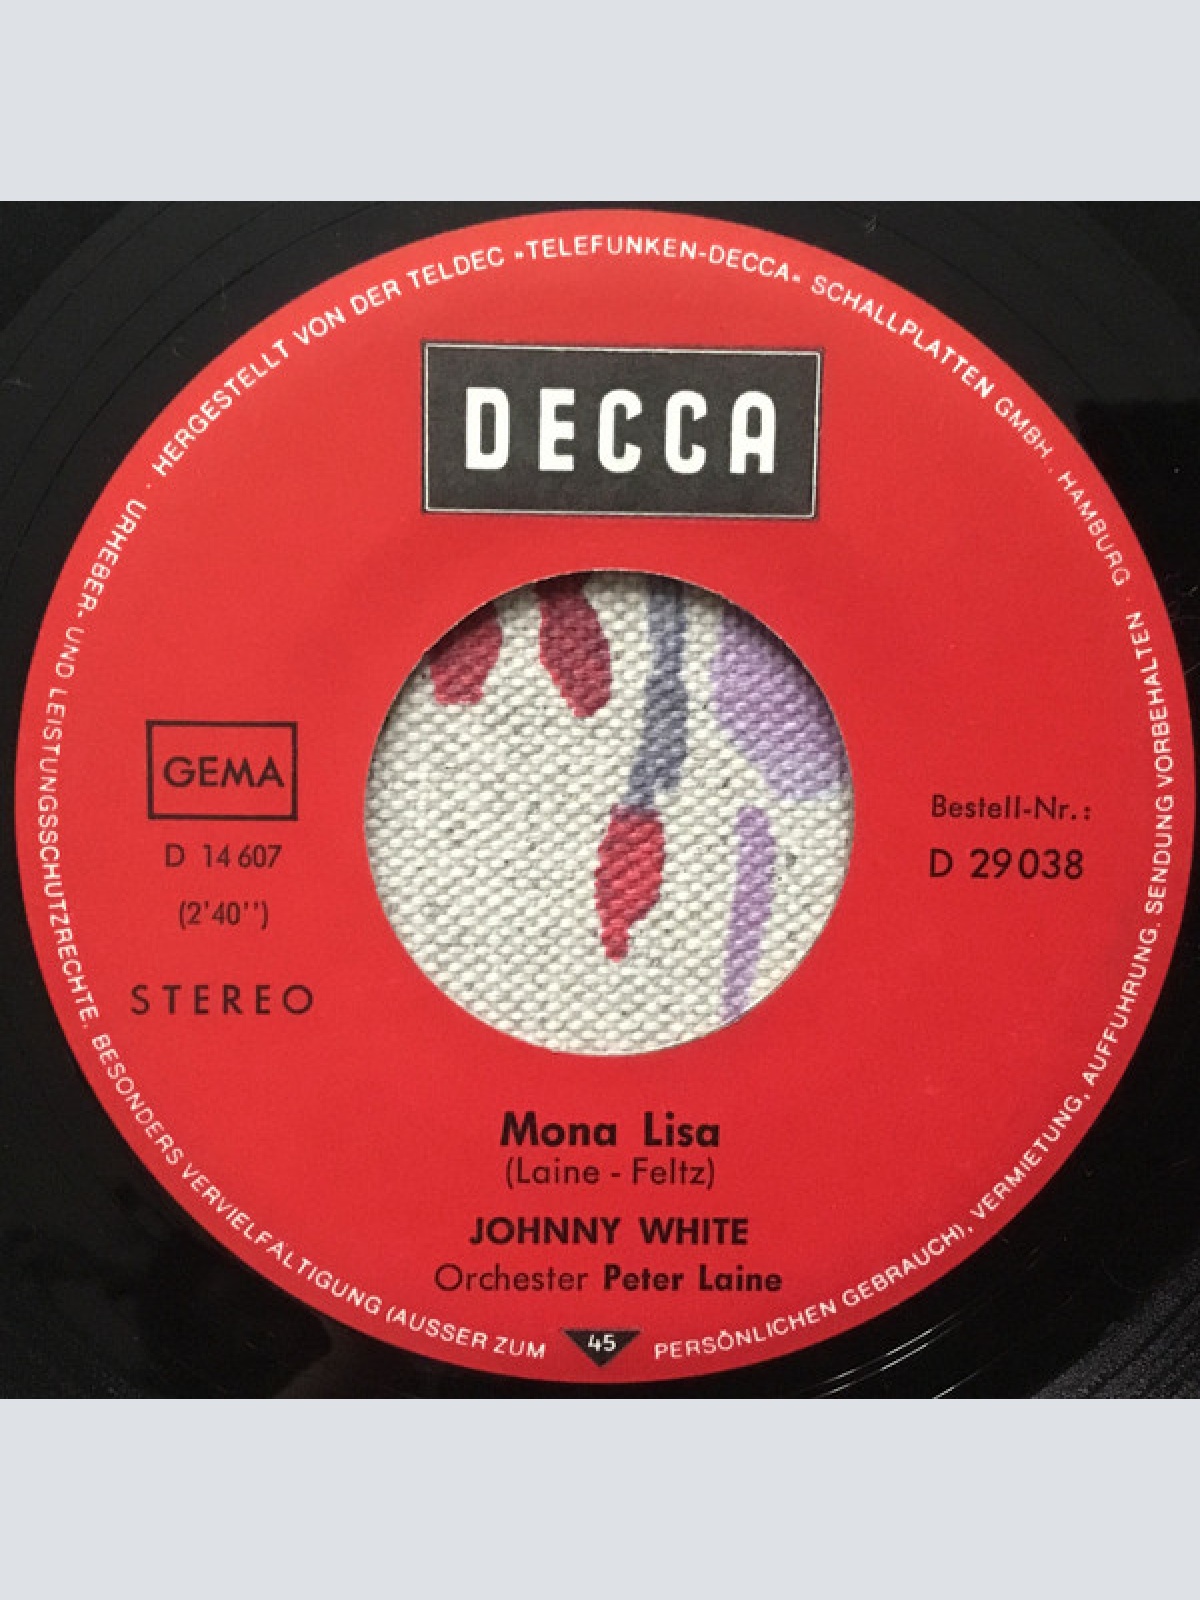 HERGESTELLT VON DER TELDEC »TELEFUNKEN-DECCA« SCHALLPLATTEN GMBH., HAMBURG ·
URHEBER- UND LEISTUNGSSCHUTZRECHTE, BESONDERS VERVIELFÄLTIGUNG (AUSSER ZUM PERSÖNLICHEN GEBRAUCH), VERMIETUNG, AUFFÜHRUNG, SENDUNG VORBEHALTEN ·
DECCA
GEMA
D 14 607
(2'40'')
STEREO
Bestell-Nr.:
D 29 038
Mona Lisa
(Laine - Feltz)
JOHNNY WHITE
Orchester Peter Laine
45